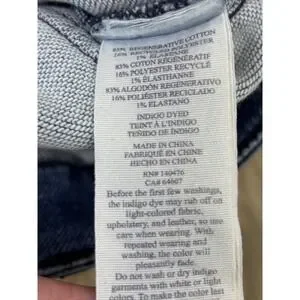 83% REGENERATIVE COTTON
16% POLYESTER RECYCLÉ
83% COTON RÉGÉNÉRATIF
16% POLYESTER RECYCLÉ
1% ÉLASTHANNE
83% ALGODÓN REGENERATIVO
16% POLIÉSTER RECICLADO
1% ELASTANO
INDIGO DYED
TEINT À L'INDIGO
TEÑIDO DE ÍNDIGO
MADE IN CHINA
FABRIQUÉ EN CHINE
HECHO EN CHINA
RN# 140476
CA# 64607
Before the first few washings,
the indigo dye may rub off on
light-colored fabric,
upholstery, and leather, so use
care when wearing. With
repeated wearing and
washing, the color will
pleasantly fade.
Do not wash or dry indigo
garments with white or light
colors. To make the color last